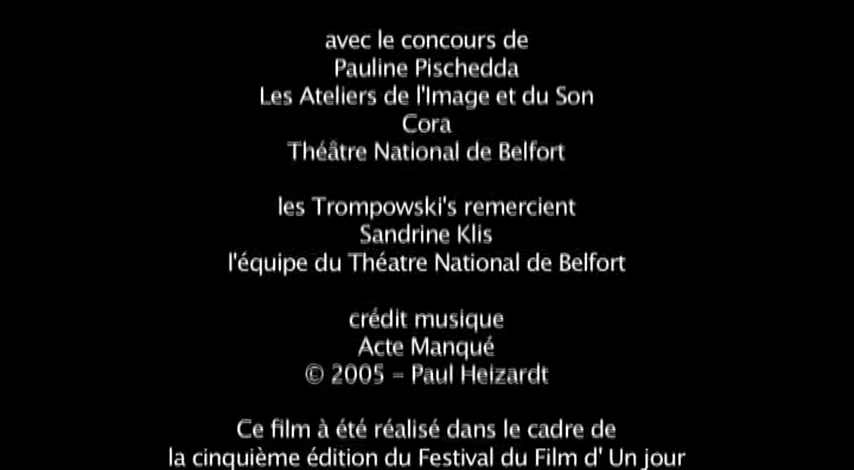 avec le concours de
Pauline Pischedda
Les Ateliers de l'Image et du Son
Cora
Théâtre National de Belfort
les Trompowski's remercient
Sandrine Klis
l'équipe du Théatre National de Belfort
crédit musique
Acte Manqué
© 2005 – Paul Heizardt
Ce film à été réalisé dans le cadre de
la cinquième édition du Festival du Film d' Un jour